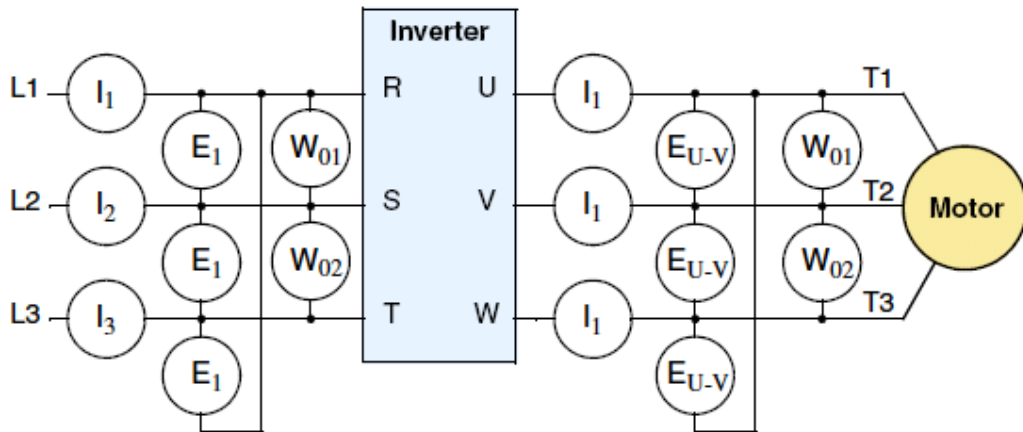 Inverter
L1 I1 R U I1 T1
E1 W01 EU-V W01
L2 I2 S V I1 T2 Motor
E1 W02 EU-V W02
L3 I3 T W I1 T3
E1 EU-V